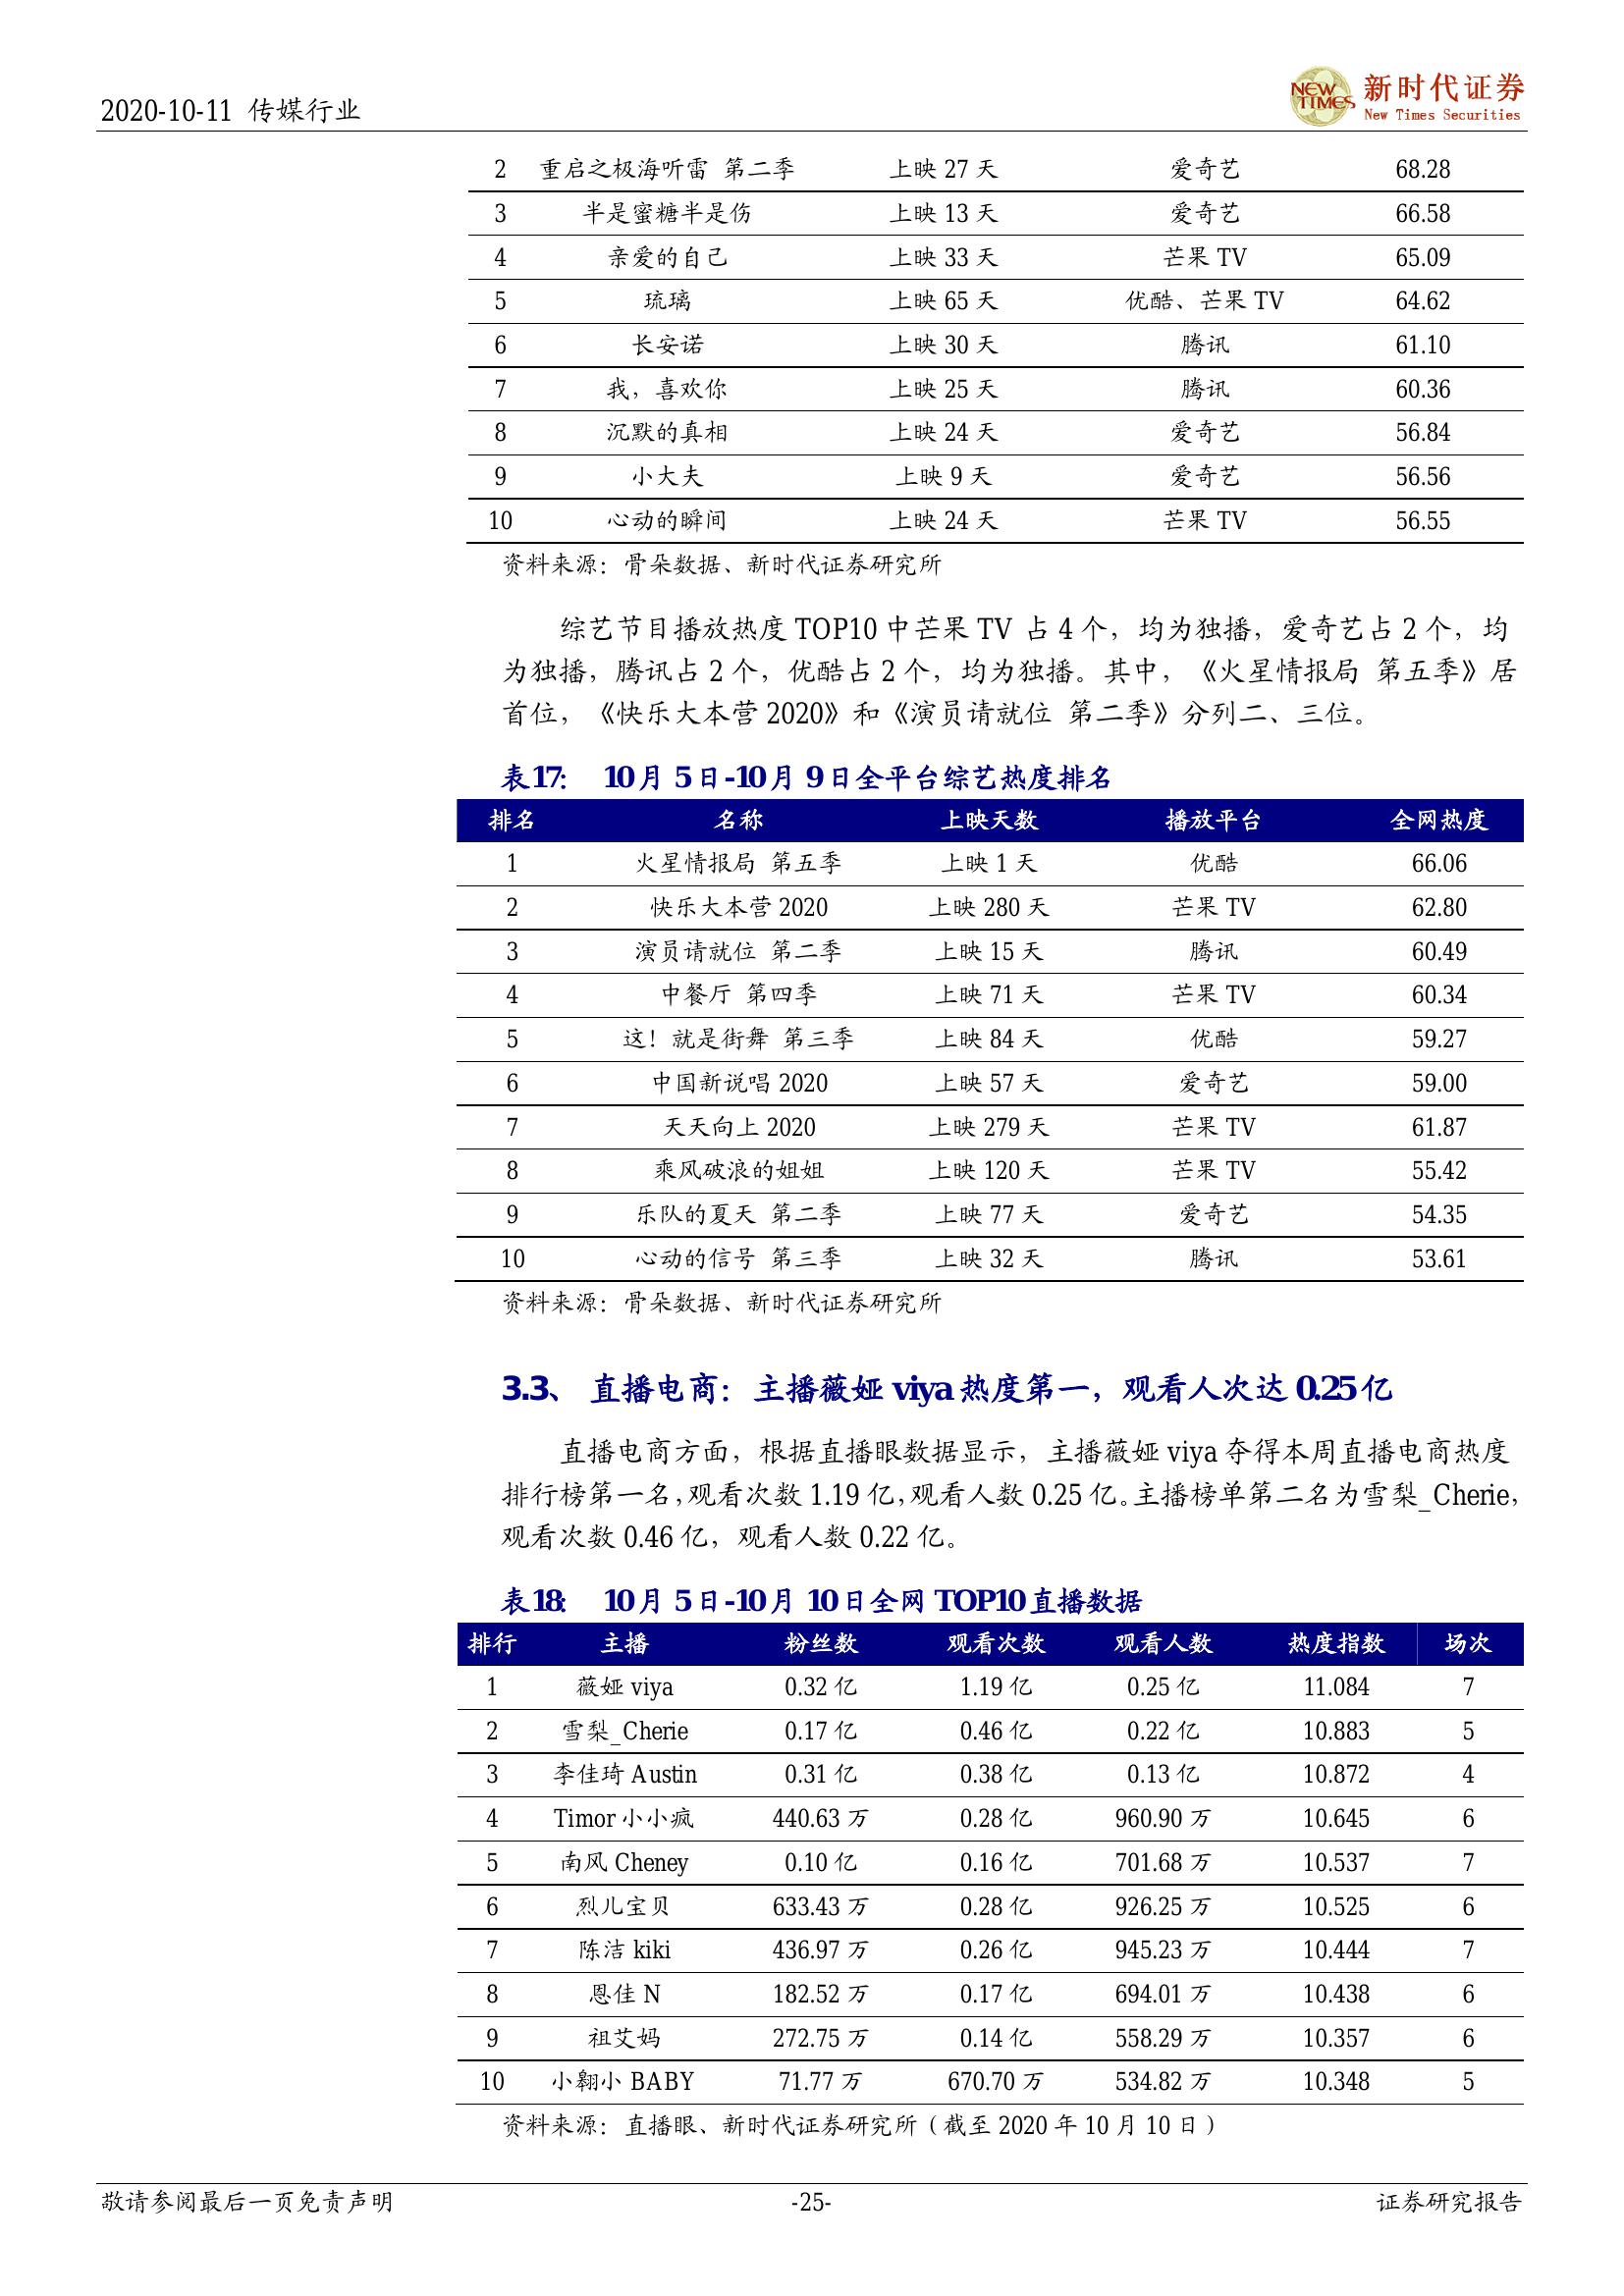 2020-10-11 传媒行业
NEW TIMES 新时代证券
New Times Securities
2 重启之极海听雷 第二季 上映 27 天 爱奇艺 68.28
3 半是蜜糖半是伤 上映 13 天 爱奇艺 66.58
4 亲爱的自己 上映 33 天 芒果 TV 65.09
5 琉璃 上映 65 天 优酷、芒果 TV 64.62
6 长安诺 上映 30 天 腾讯 61.10
7 我，喜欢你 上映 25 天 腾讯 60.36
8 沉默的真相 上映 24 天 爱奇艺 56.84
9 小大夫 上映 9 天 爱奇艺 56.56
10 心动的瞬间 上映 24 天 芒果 TV 56.55
资料来源：骨朵数据、新时代证券研究所
综艺节目播放热度 TOP10 中芒果 TV 占 4 个，均为独播，爱奇艺占 2 个，均
为独播，腾讯占 2 个，优酷占 2 个，均为独播。其中，《火星情报局 第五季》居
首位，《快乐大本营 2020》和《演员请就位 第二季》分列二、三位。
表17： 10月 5日-10月 9日全平台综艺热度排名
排名 名称 上映天数 播放平台 全网热度
1 火星情报局 第五季 上映 1 天 优酷 66.06
2 快乐大本营 2020 上映 280 天 芒果 TV 62.80
3 演员请就位 第二季 上映 15 天 腾讯 60.49
4 中餐厅 第四季 上映 71 天 芒果 TV 60.34
5 这！就是街舞 第三季 上映 84 天 优酷 59.27
6 中国新说唱 2020 上映 57 天 爱奇艺 59.00
7 天天向上 2020 上映 279 天 芒果 TV 61.87
8 乘风破浪的姐姐 上映 120 天 芒果 TV 55.42
9 乐队的夏天 第二季 上映 77 天 爱奇艺 54.35
10 心动的信号 第三季 上映 32 天 腾讯 53.61
资料来源：骨朵数据、新时代证券研究所
3.3、 直播电商：主播薇娅 viya 热度第一，观看人次达 0.25 亿
直播电商方面，根据直播眼数据显示，主播薇娅 viya 夺得本周直播电商热度
排行榜第一名，观看次数 1.19 亿，观看人数 0.25 亿。主播榜单第二名为雪梨_Cherie，
观看次数 0.46 亿，观看人数 0.22 亿。
表18： 10月 5日-10月 10日全网 TOP10直播数据
排行 主播 粉丝数 观看次数 观看人数 热度指数 场次
1 薇娅 viya 0.32 亿 1.19 亿 0.25 亿 11.084 7
2 雪梨_Cherie 0.17 亿 0.46 亿 0.22 亿 10.883 5
3 李佳琦 Austin 0.31 亿 0.38 亿 0.13 亿 10.872 4
4 Timor 小小疯 440.63 万 0.28 亿 960.90 万 10.645 6
5 南风 Cheney 0.10 亿 0.16 亿 701.68 万 10.537 7
6 烈儿宝贝 633.43 万 0.28 亿 926.25 万 10.525 6
7 陈洁 kiki 436.97 万 0.26 亿 945.23 万 10.444 7
8 恩佳 N 182.52 万 0.17 亿 694.01 万 10.438 6
9 祖艾妈 272.75 万 0.14 亿 558.29 万 10.357 6
10 小翱小 BABY 71.77 万 670.70 万 534.82 万 10.348 5
资料来源：直播眼、新时代证券研究所（截至 2020 年 10 月 10 日）
敬请参阅最后一页免责声明 -25- 证券研究报告